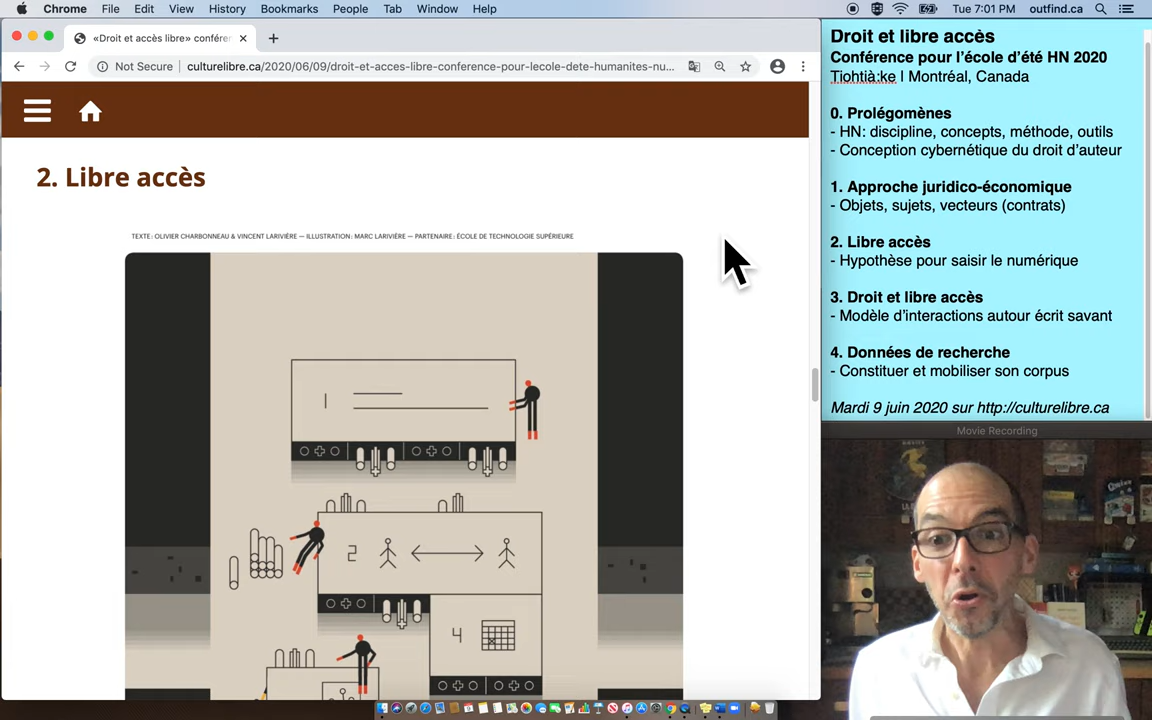 Chrome File Edit View History Bookmarks People Tab Window Help
Tue 7:01 PM outfind.ca
«Droit et accès libre» confére
Not Secure culturelibre.ca/2020/06/09/droit-et-acces-libre-conference-pour-lecole-dete-humanites-nu...
2. Libre accès
TEXTE: OLIVIER CHARBONNEAU & VINCENT LARIVIÈRE — ILLUSTRATION: MARC LARIVIÈRE — PARTENAIRE: ÉCOLE DE TECHNOLOGIE SUPÉRIEURE
1
2
4
Droit et libre accès
Conférence pour l'école d'été HN 2020
Tiohtià:ke I Montréal, Canada
0. Prolégomènes
- HN: discipline, concepts, méthode, outils
- Conception cybernétique du droit d'auteur
1. Approche juridico-économique
- Objets, sujets, vecteurs (contrats)
2. Libre accès
- Hypothèse pour saisir le numérique
3. Droit et libre accès
- Modèle d'interactions autour écrit savant
4. Données de recherche
- Constituer et mobiliser son corpus
Mardi 9 juin 2020 sur http://culturelibre.ca
Movie Recording